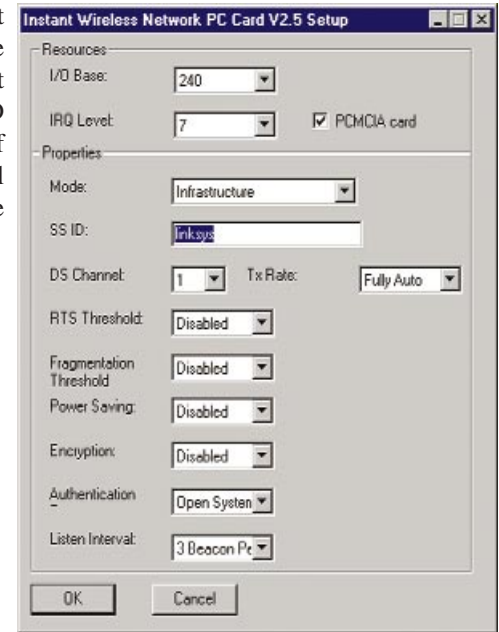 Instant Wireless Network PC Card V2.5 Setup
Resources
I/O Base: 240
IRQ Level: 7 PCMCIA card
Properties
Mode: Infrastructure
SS ID: linksys
DS Channel: 1 Tx Rate: Fully Auto
RTS Threshold: Disabled
Fragmentation
Threshold Disabled
Power Saving: Disabled
Encryption: Disabled
Authentication Open System
Listen Interval: 3 Beacon Pe
OK Cancel